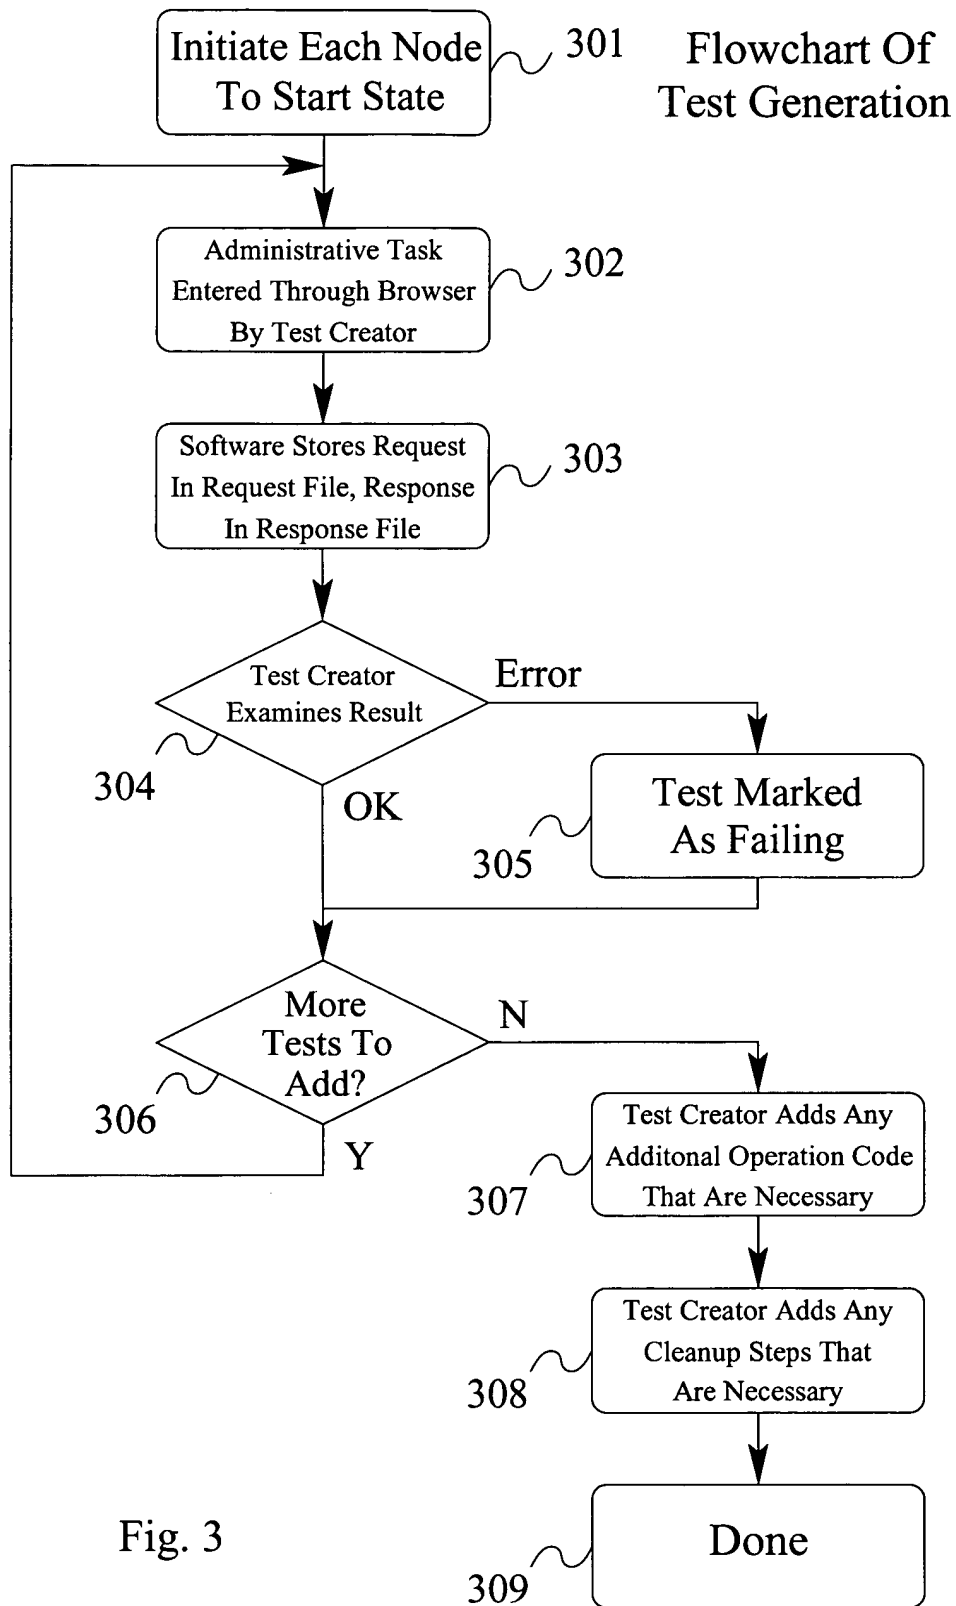 Initiate Each Node
To Start State
301
Flowchart Of
Test Generation
Administrative Task
Entered Through Browser
By Test Creator
302
Software Stores Request
In Request File, Response
In Response File
303
Test Creator
Examines Result
304
Error
OK
Test Marked
As Failing
305
More
Tests To
Add?
306
N
Y
Test Creator Adds Any
Additonal Operation Code
That Are Necessary
307
Test Creator Adds Any
Cleanup Steps That
Are Necessary
308
Done
309
Fig. 3